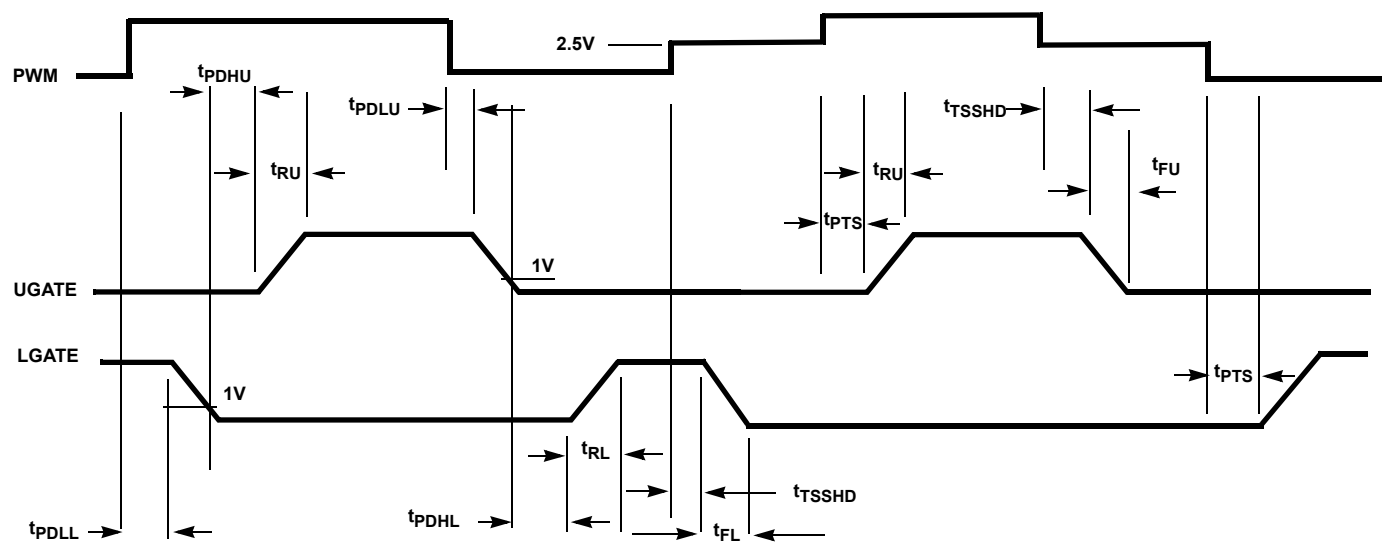 2.5V
PWM
tPDHU
tPDLU
tTSSHD
tRU
tRU
tFU
tPTS
1V
UGATE
LGATE
tPTS
1V
tRL
tTSSHD
tPDLL
tPDHL
tFL